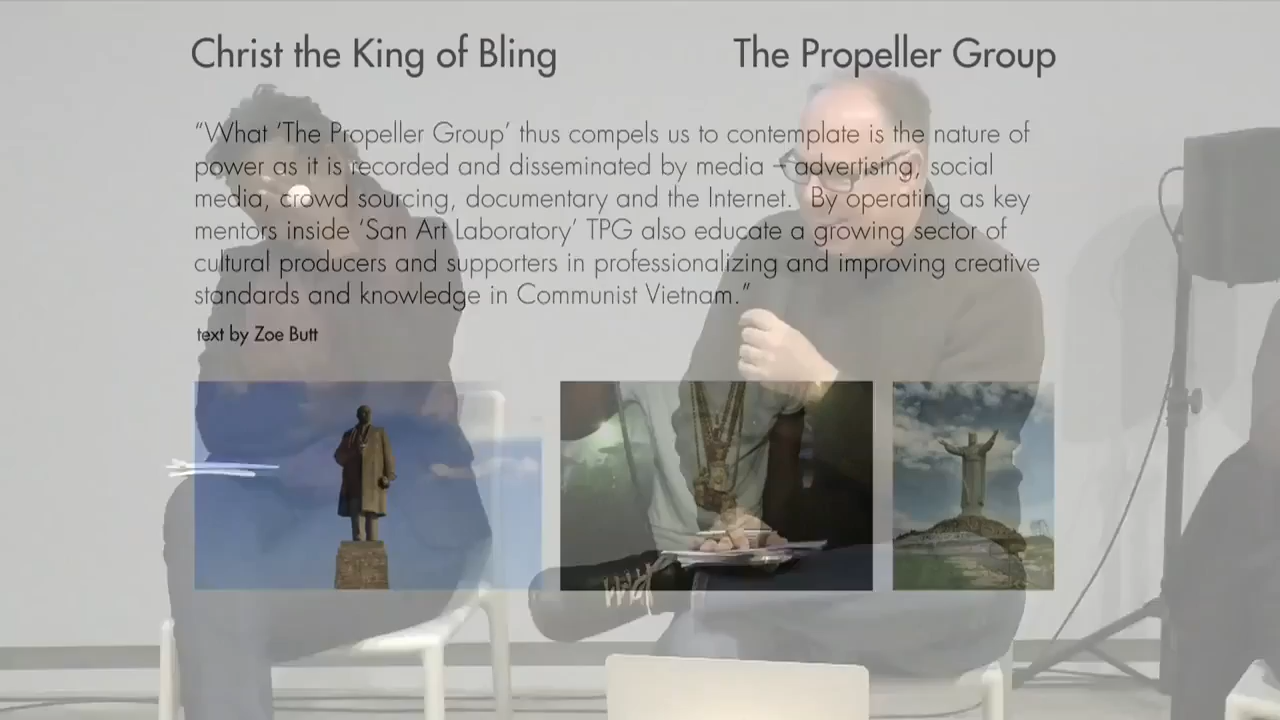 Christ the King of Bling
The Propeller Group
“What ‘The Propeller Group’ thus compels us to contemplate is the nature of
power as it is recorded and disseminated by media – advertising, social
media, crowd sourcing, documentary and the Internet.  By operating as key
mentors inside ‘San Art Laboratory’ TPG also educate a growing sector of
cultural producers and supporters in professionalizing and improving creative
standards and knowledge in Communist Vietnam.”
text by Zoe Butt